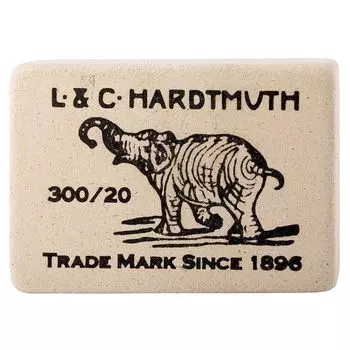 L·&C·HARDTMUTH
300/20
TRADE MARK SINCE 1896